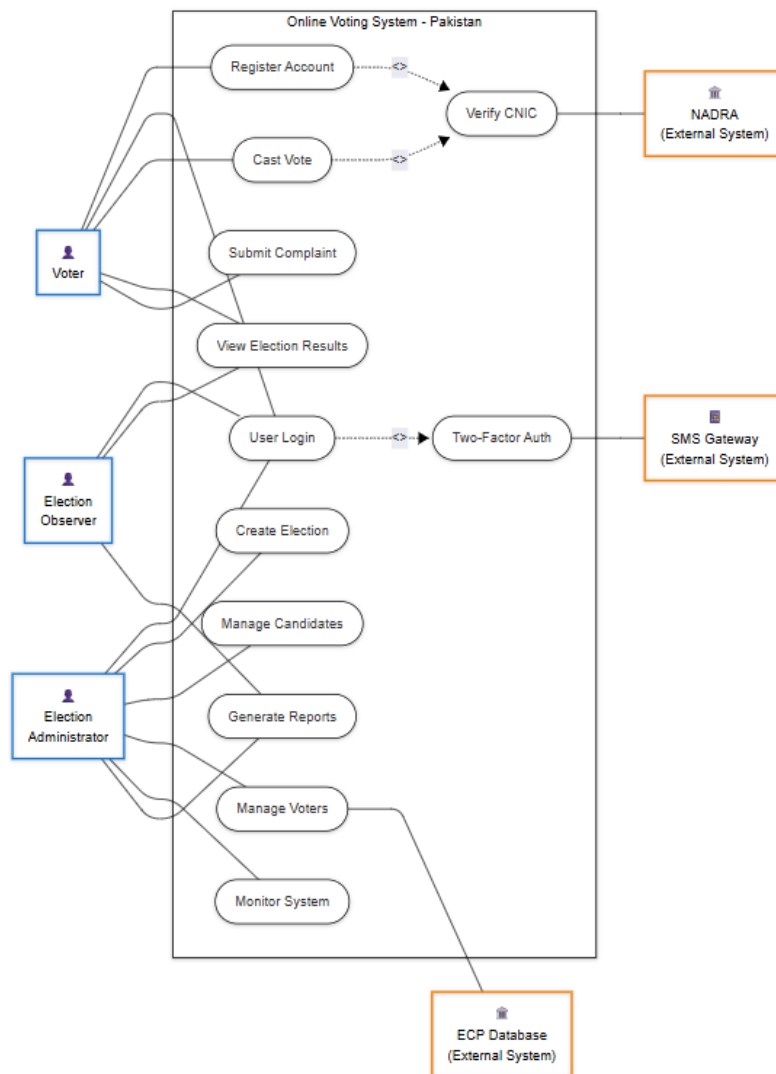 Online Voting System - Pakistan
Register Account
<>
Verify CNIC
NADRA
(External System)
Cast Vote
<>
Voter
Submit Complaint
View Election Results
User Login
<>
Two-Factor Auth
SMS Gateway
(External System)
Election
Observer
Create Election
Manage Candidates
Election
Administrator
Generate Reports
Manage Voters
Monitor System
ECP Database
(External System)